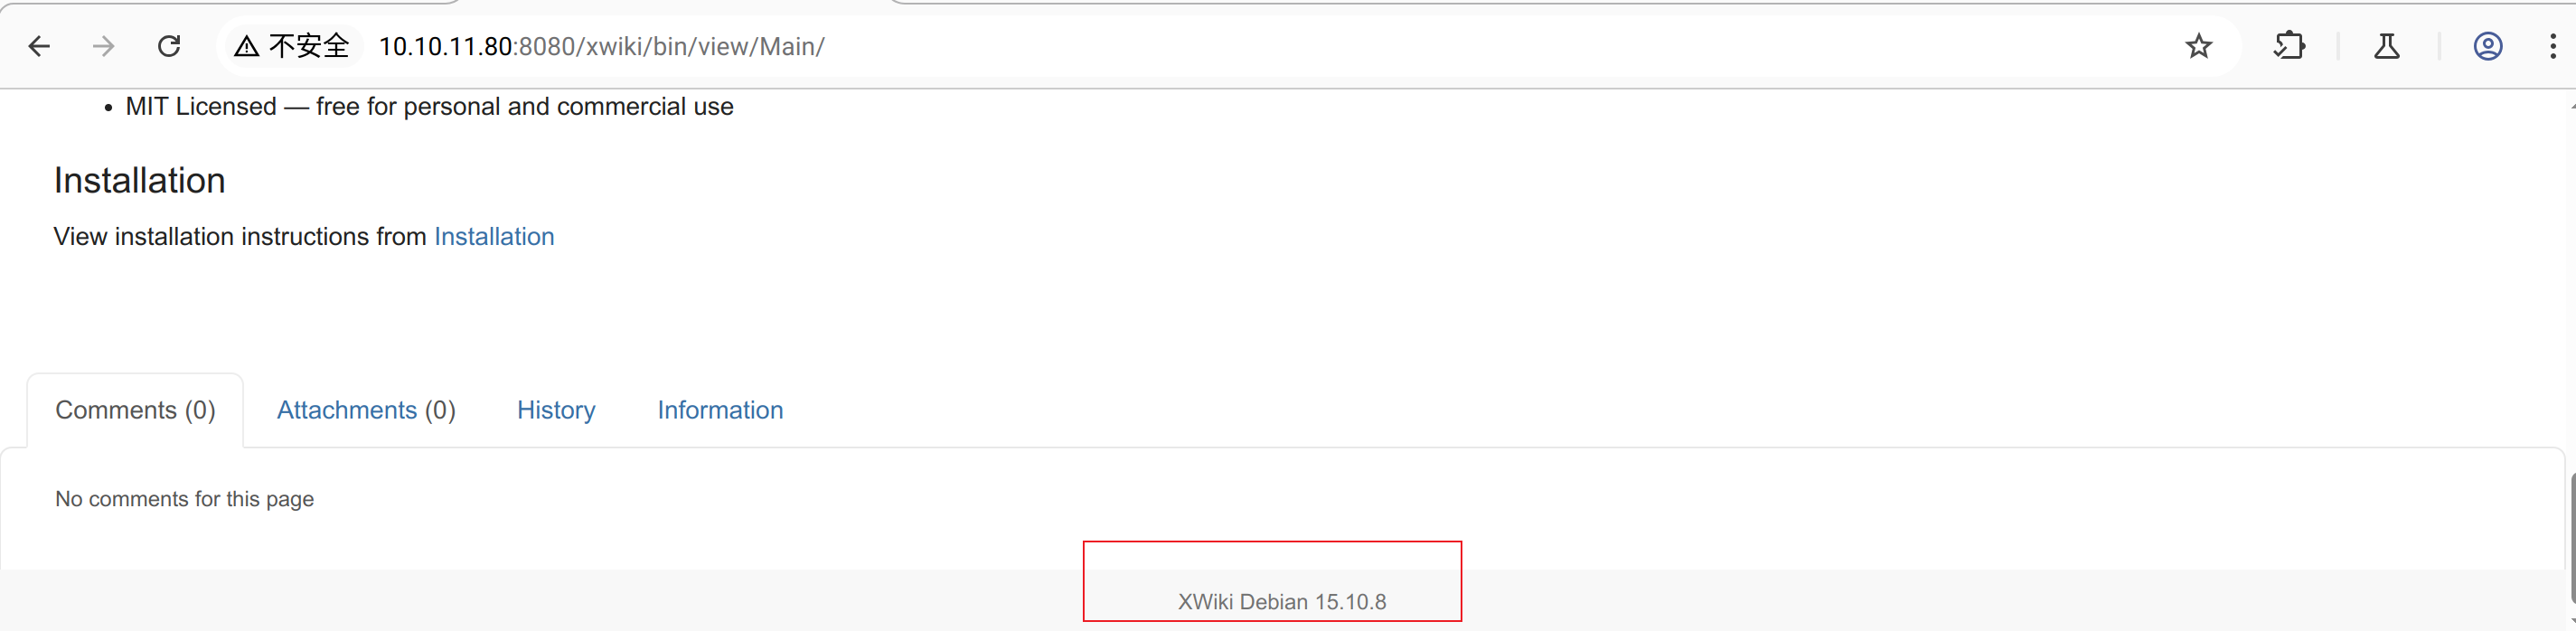 不安全 10.10.11.80:8080/xwiki/bin/view/Main/
• MIT Licensed — free for personal and commercial use
Installation
View installation instructions from Installation
Comments (0) Attachments (0) History Information
No comments for this page
XWiki Debian 15.10.8